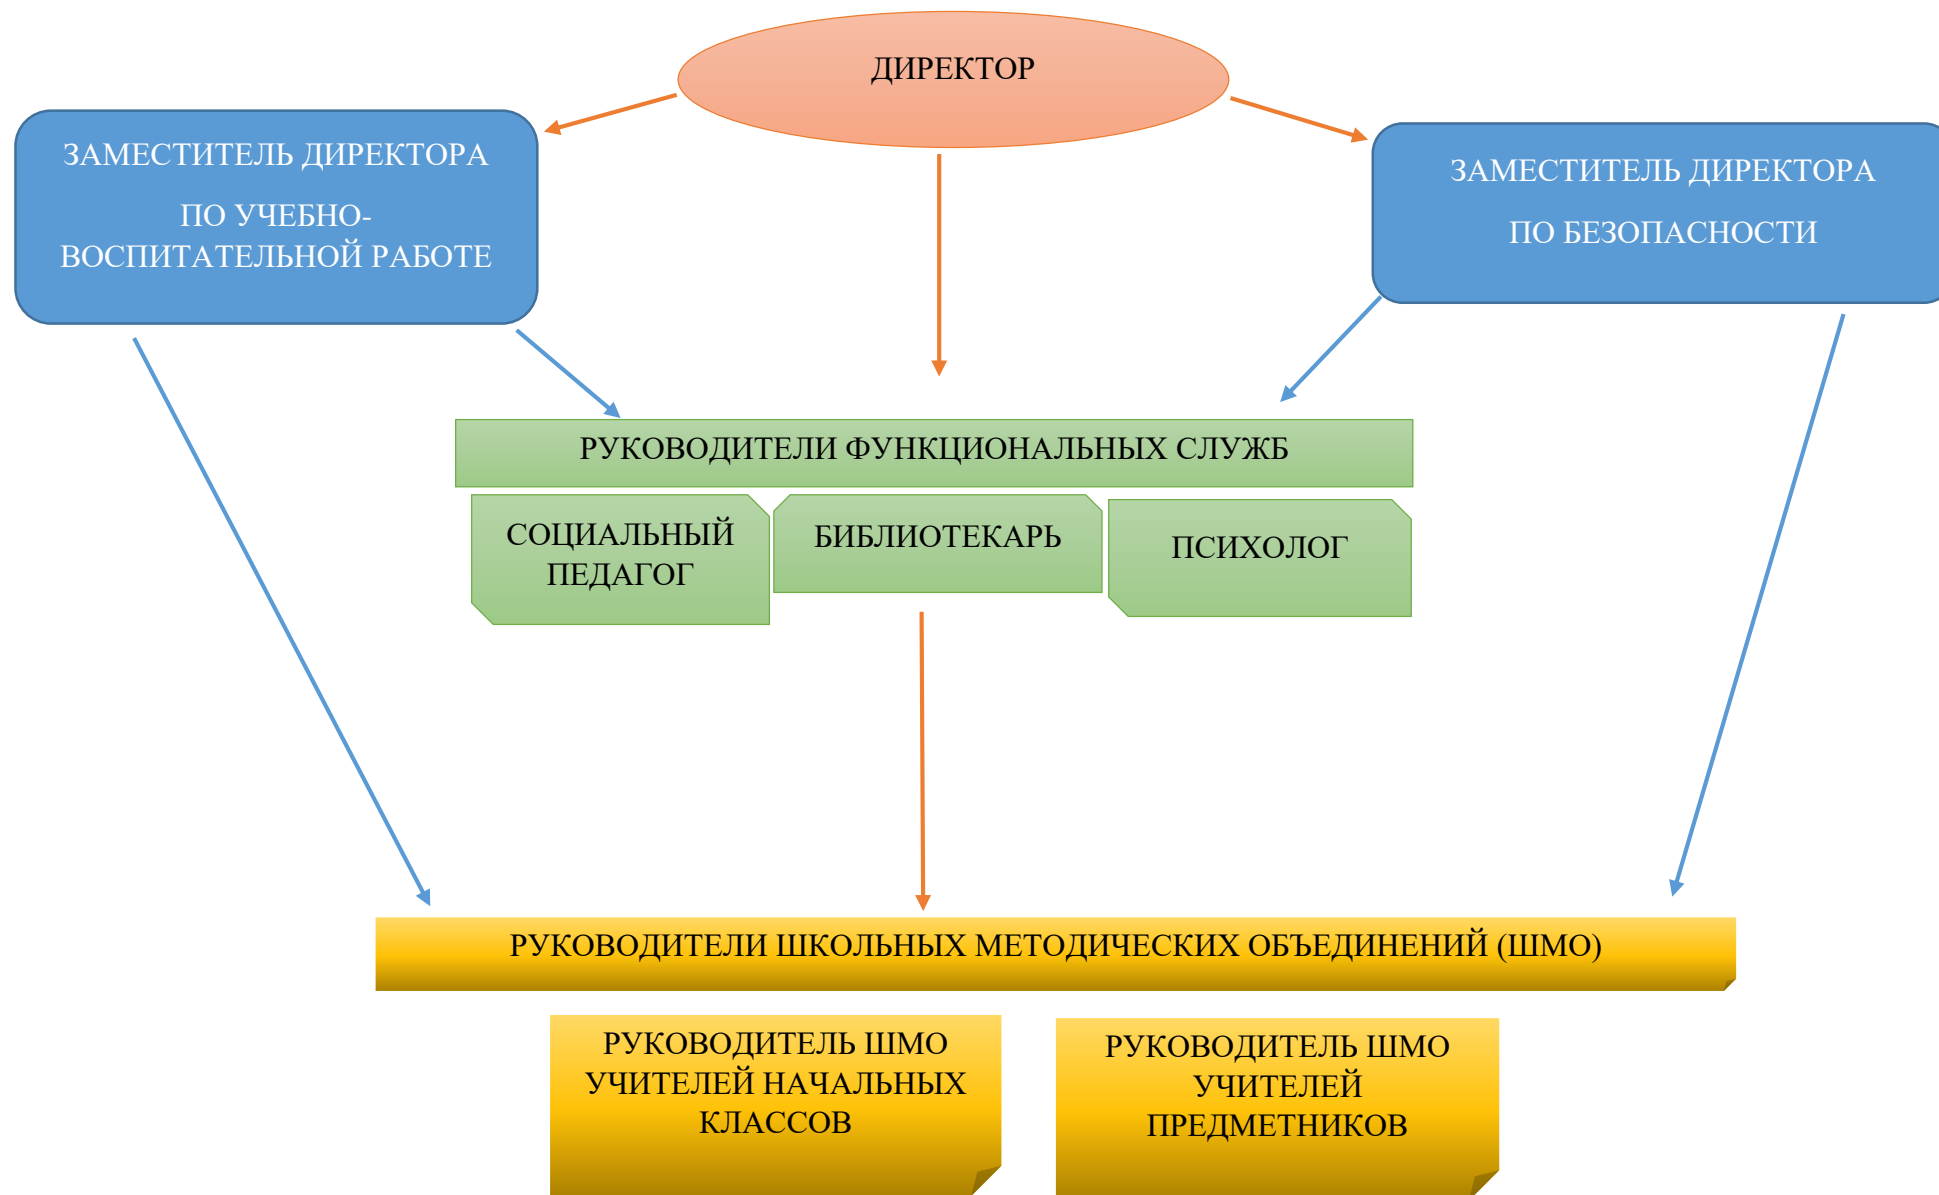 ДИРЕКТОР
ЗАМЕСТИТЕЛЬ ДИРЕКТОРА
ПО УЧЕБНО-
ВОСПИТАТЕЛЬНОЙ РАБОТЕ
ЗАМЕСТИТЕЛЬ ДИРЕКТОРА
ПО БЕЗОПАСНОСТИ
РУКОВОДИТЕЛИ ФУНКЦИОНАЛЬНЫХ СЛУЖБ
СОЦИАЛЬНЫЙ
ПЕДАГОГ
БИБЛИОТЕКАРЬ
ПСИХОЛОГ
РУКОВОДИТЕЛИ ШКОЛЬНЫХ МЕТОДИЧЕСКИХ ОБЪЕДИНЕНИЙ (ШМО)
РУКОВОДИТЕЛЬ ШМО
УЧИТЕЛЕЙ НАЧАЛЬНЫХ
КЛАССОВ
РУКОВОДИТЕЛЬ ШМО
УЧИТЕЛЕЙ
ПРЕДМЕТНИКОВ